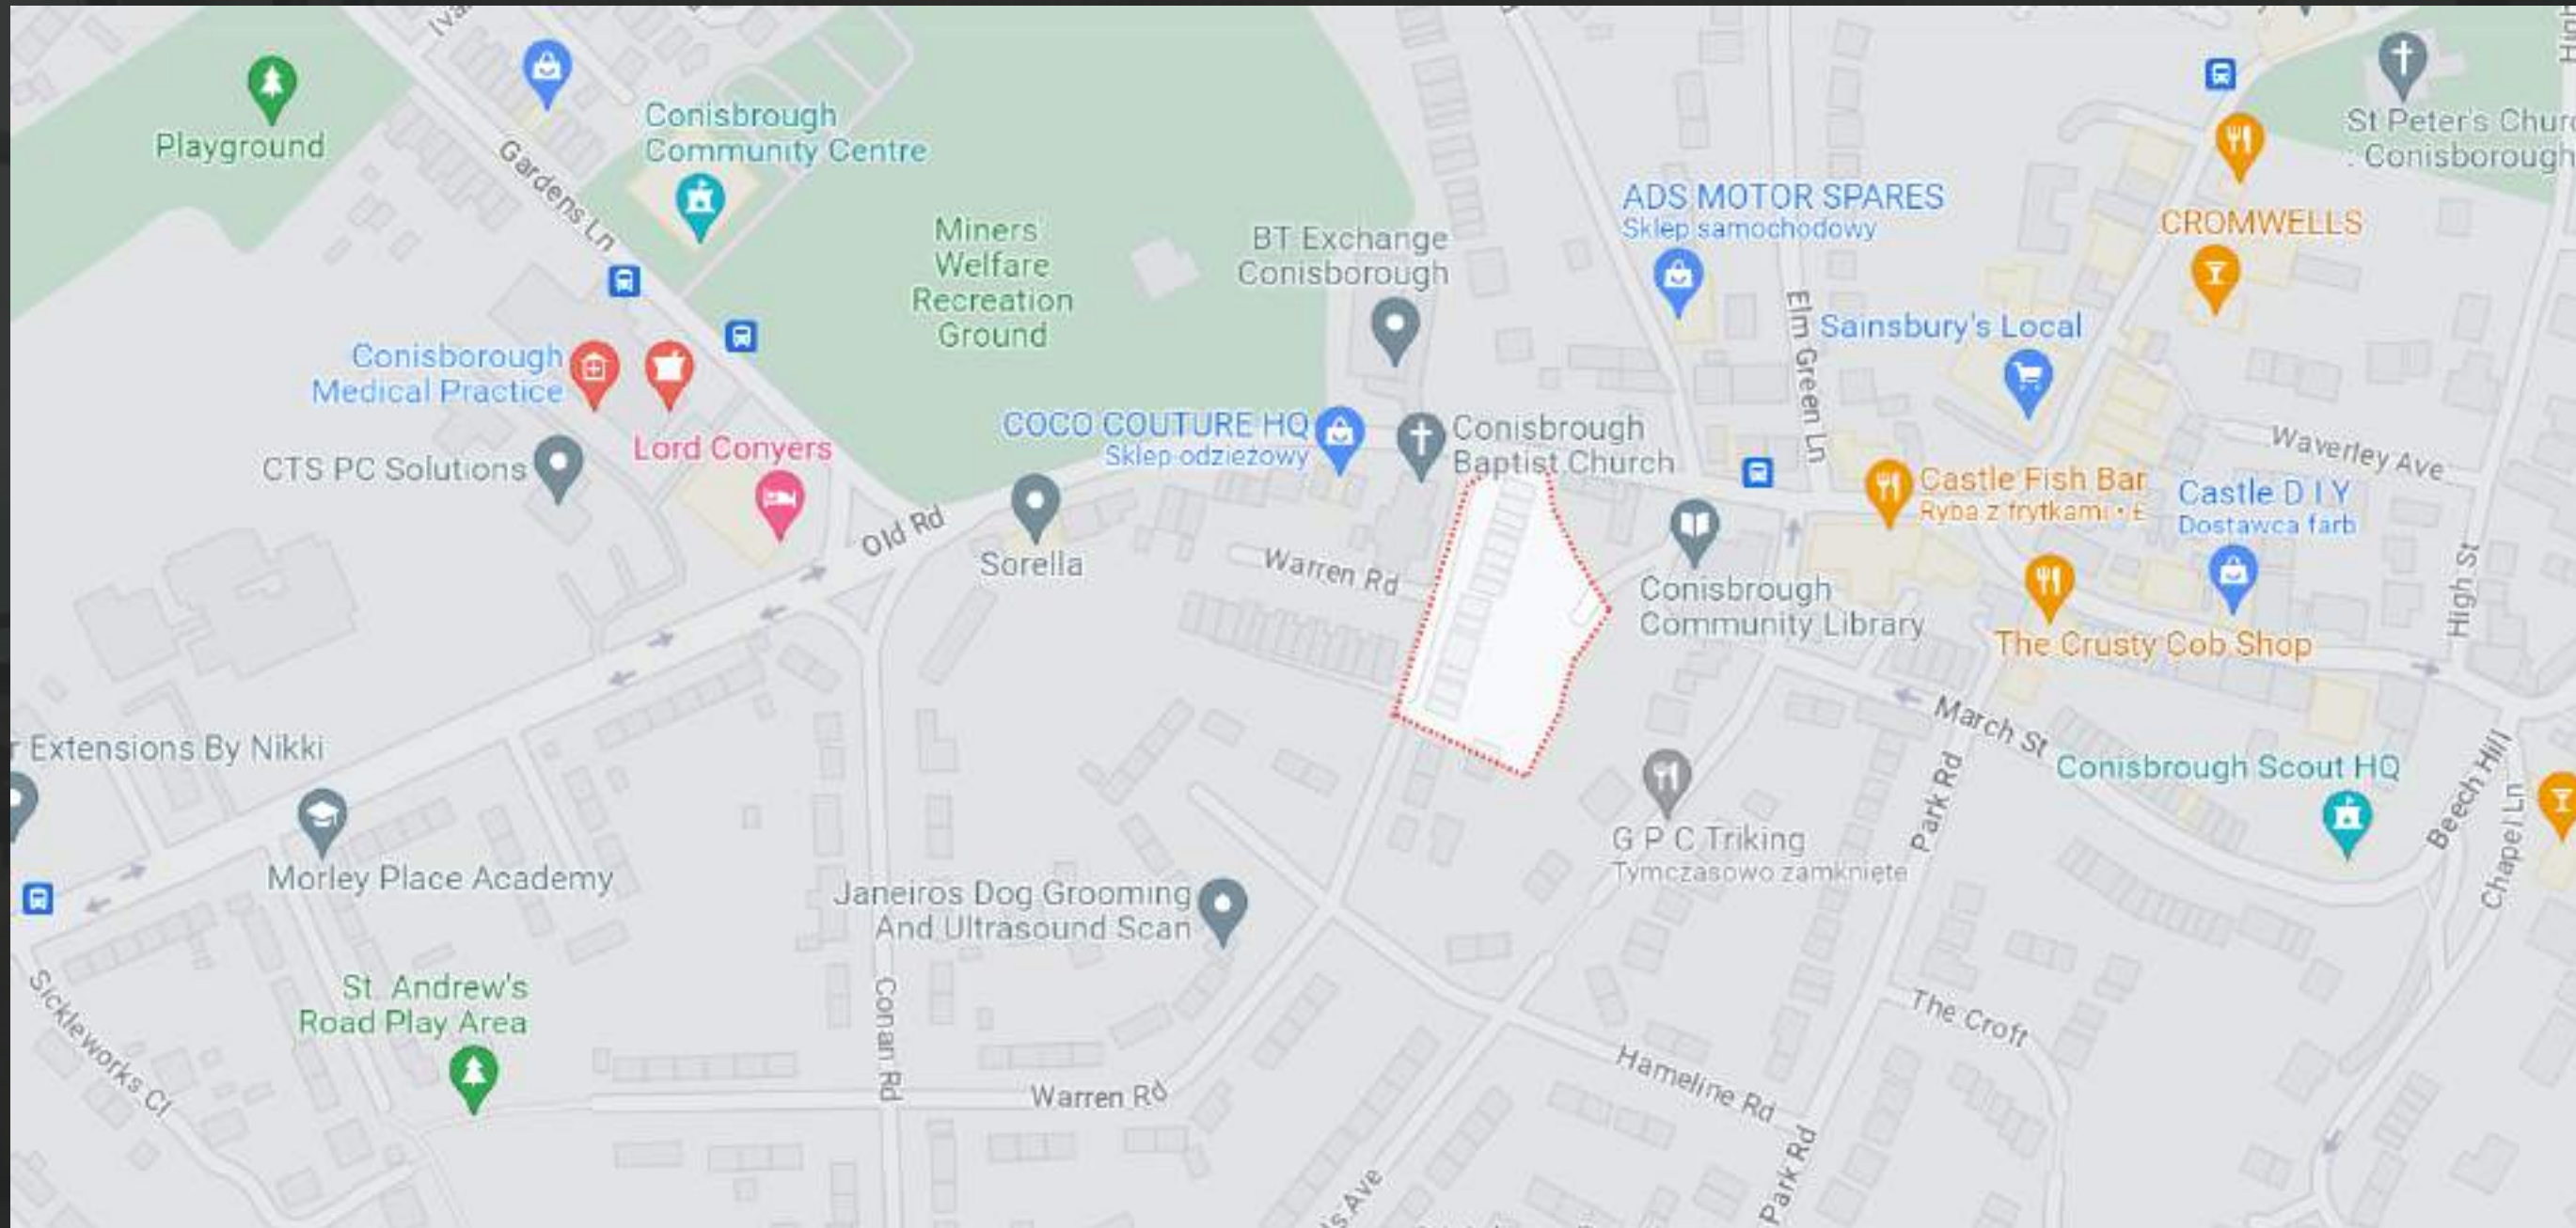 Playground
Gardens Ln
Conisbrough
Community Centre
Miners'
Welfare
Recreation
Ground
BT Exchange
Conisborough
ADS MOTOR SPARES
Sklep samochodowy
Elm Green Ln
St Peter's Churc
: Conisborough
CROMWELLS
Sainsbury's Local
Conisborough
Medical Practice
Lord Conyers
CTS PC Solutions
COCO COUTURE HQ
Sklep odzieżowy
Conisbrough
Baptist Church
Waverley Ave
Castle Fish Bar
Ryba z frytkami • £
Castle D I Y
Dostawca farb
Old Rd
Sorella
Warren Rd
Conisbrough
Community Library
High St
The Crusty Cob Shop
March St
r Extensions By Nikki
Morley Place Academy
Conisbrough Scout HQ
Beech Hill
Chapel Ln
Park Rd
G P C Triking
Tymczasowo zamknięte
Janeiros Dog Grooming
And Ultrasound Scan
St. Andrew's
Road Play Area
Sickleworks Cl
Conan Rd
Warren Rd
The Croft
Hameline Rd
Park Rd
's Ave